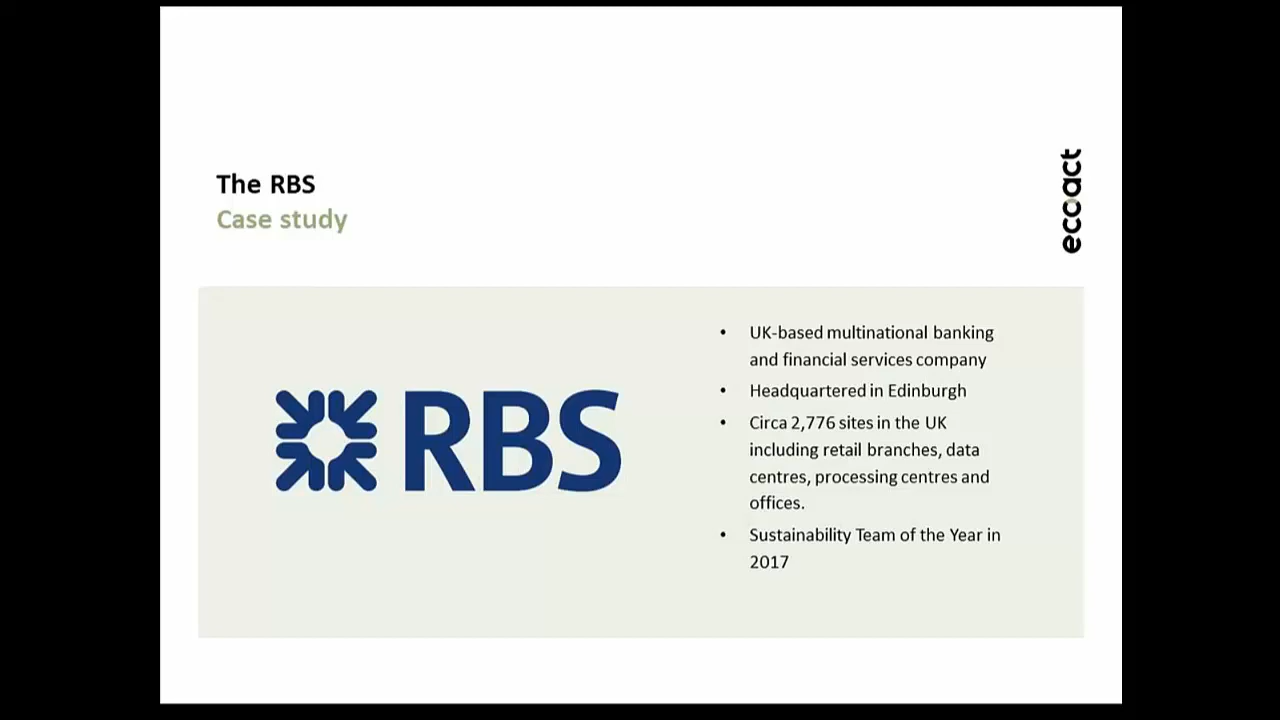 The RBS
Case study
ecoact
RBS
• UK-based multinational banking
and financial services company
• Headquartered in Edinburgh
• Circa 2,776 sites in the UK
including retail branches, data
centres, processing centres and
offices.
• Sustainability Team of the Year in
2017